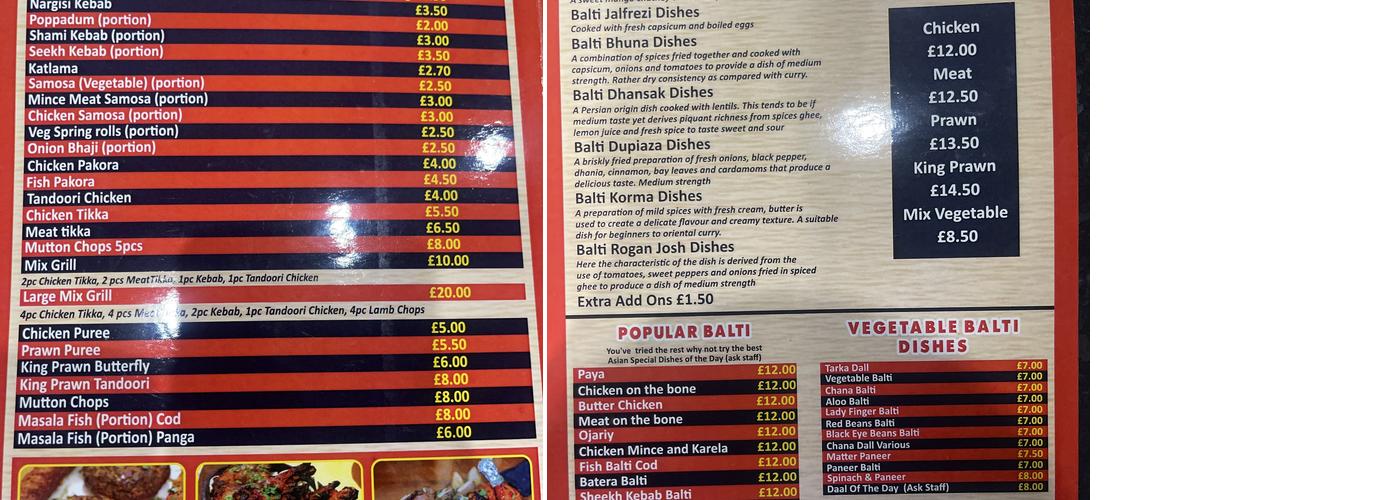 Nargisi Kebab £3.50
Poppadum (portion) £2.00
Shami Kebab (portion) £3.00
Seekh Kebab (portion) £3.50
Katlama £2.70
Samosa (Vegetable) (portion) £2.50
Mince Meat Samosa (portion) £3.00
Chicken Samosa (portion) £3.00
Veg Spring rolls (portion) £2.50
Onion Bhaji (portion) £2.50
Chicken Pakora £4.00
Fish Pakora £4.50
Tandoori Chicken £4.00
Chicken Tikka £5.50
Meat tikka £6.50
Mutton Chops 5pcs £8.00
Mix Grill £10.00
2pc Chicken Tikka, 2 pcs MeatTikka, 1pc Kebab, 1pc Tandoori Chicken
Large Mix Grill £20.00
4pc Chicken Tikka, 4 pcs Meat Tikka, 2pc Kebab, 1pc Tandoori Chicken, 4pc Lamb Chops
Chicken Puree £5.00
Prawn Puree £5.50
King Prawn Butterfly £6.00
King Prawn Tandoori £8.00
Mutton Chops £8.00
Masala Fish (Portion) Cod £8.00
Masala Fish (Portion) Panga £6.00
Balti Jalfrezi Dishes
Cooked with fresh capsicum and boiled eggs
Balti Bhuna Dishes
A combination of spices fried together and cooked with
capsicum, onions and tomatoes to provide a dish of medium
strength. Rather dry consistency as compared with curry.
Balti Dhansak Dishes
A Persian origin dish cooked with lentils. This tends to be if
medium taste yet derives piquant richness from spices ghee,
lemon juice and fresh spice to taste sweet and sour
Balti Dupiaza Dishes
A briskly fried preparation of fresh onions, black pepper,
dhania, cinnamon, bay leaves and cardamoms that produce a
delicious taste. Medium strength
Balti Korma Dishes
A preparation of mild spices with fresh cream, butter is
used to create a delicate flavour and creamy texture. A suitable
dish for beginners to oriental curry.
Balti Rogan Josh Dishes
Here the characteristic of the dish is derived from the
use of tomatoes, sweet peppers and onions fried in spiced
ghee to produce a dish of medium strength
Extra Add Ons £1.50
Chicken
£12.00
Meat
£12.50
Prawn
£13.50
King Prawn
£14.50
Mix Vegetable
£8.50
POPULAR BALTI
You've tried the rest why not try the best
Asian Special Dishes of the Day (ask staff)
Paya £12.00
Chicken on the bone £12.00
Butter Chicken £12.00
Meat on the bone £12.00
Ojariy £12.00
Chicken Mince and Karela £12.00
Fish Balti Cod £12.00
Batera Balti £12.00
Sheekh Kebab Balti £12.00
VEGETABLE BALTI
DISHES
Tarka Dall £7.00
Vegetable Balti £7.00
Chana Balti £7.00
Aloo Balti £7.00
Lady Finger Balti £7.00
Red Beans Balti £7.00
Black Eye Beans Balti £7.00
Chana Dall Various £7.00
Matter Paneer £7.50
Paneer Balti £7.00
Spinach & Paneer £8.00
Daal Of The Day (Ask Staff) £8.00